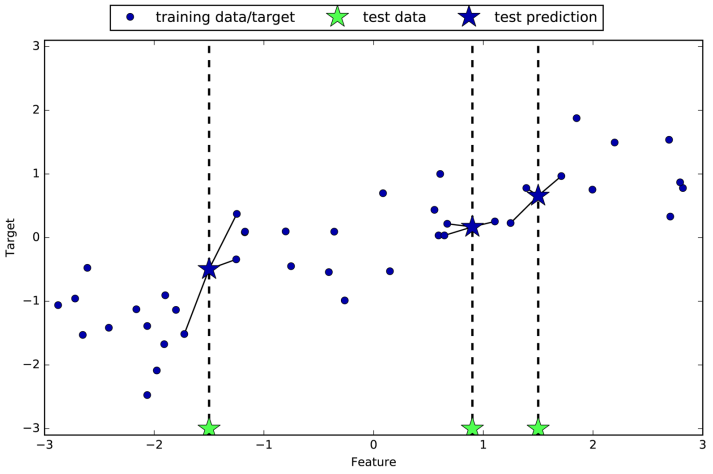 training data/target test data test prediction
3
2
1
0
−1
−2
−3
Target
−3 −2 −1 0 1 2 3
Feature